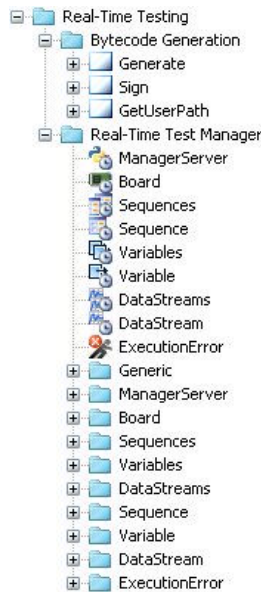 Real-Time Testing
Bytecode Generation
Generate
Sign
GetUserPath
Real-Time Test Manager
ManagerServer
Board
Sequences
Sequence
Variables
Variable
DataStreams
DataStream
ExecutionError
Generic
ManagerServer
Board
Sequences
Variables
DataStreams
Sequence
Variable
DataStream
ExecutionError